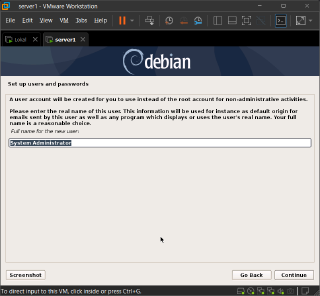 server1 - VMware Workstation
File Edit View VM Tabs Help
Local server1
debian
Set up users and passwords
A user account will be created for you to use instead of the root account for non-administrative activities.
Please enter the real name of this user. This information will be used for instance as default origin for
emails sent by this user as well as any program which displays or uses the user's real name. Your full
name is a reasonable choice.
Full name for the new user:
System Administrator
Screenshot Go Back Continue
To direct input to this VM, click inside or press Ctrl+G.